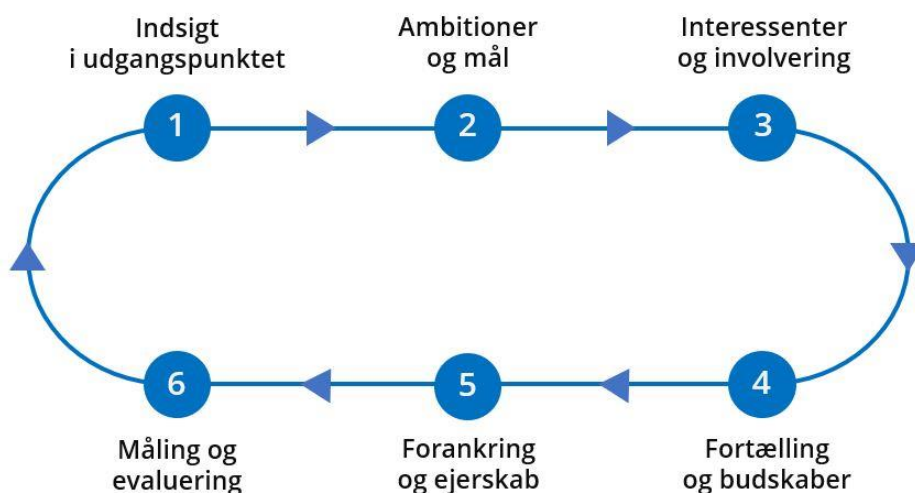 Indsigt
i udgangspunktet
Ambitioner
og mål
Interessenter
og involvering
1
2
3
6
5
4
Måling og
evaluering
Forankring
og ejerskab
Fortælling
og budskaber